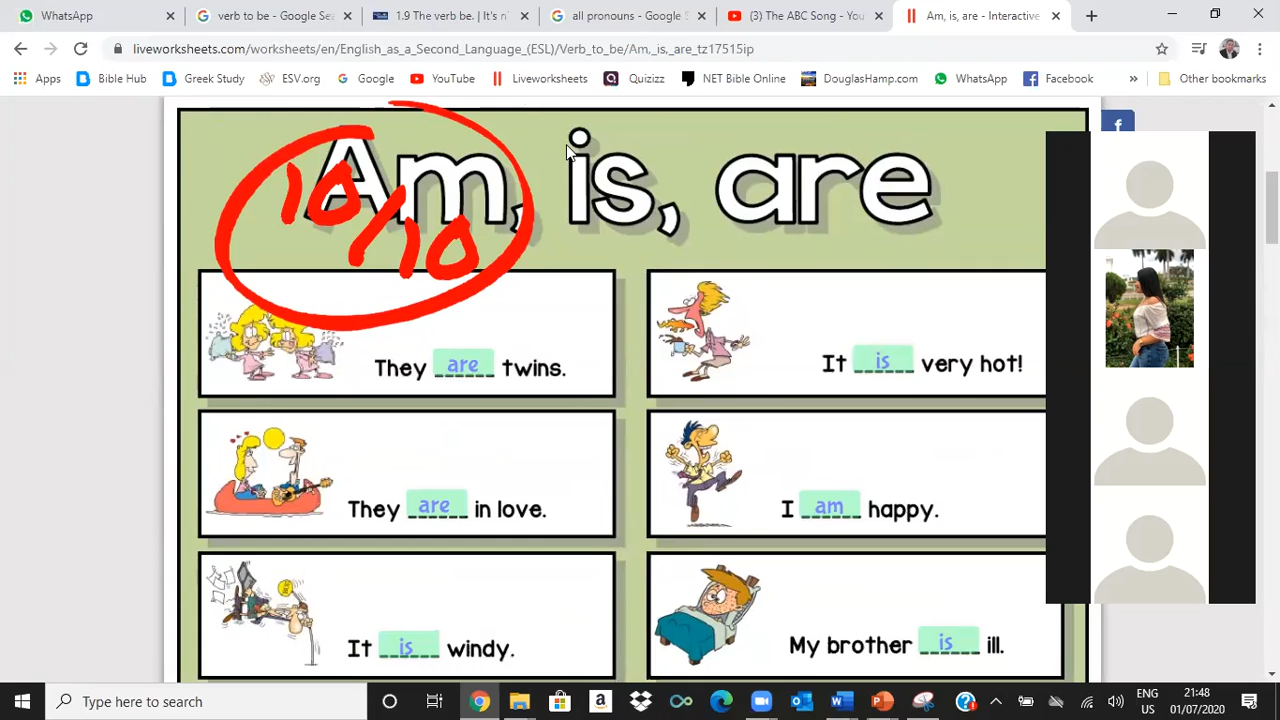 WhatsApp
verb to be - Google Se
1.9 The verb be. | It's n
all pronouns - Google S
(3) The ABC Song - You
Am, is, are - Interactive
liveworksheets.com/worksheets/en/English_as_a_Second_Language_(ESL)/Verb_to_be/Am,_is,_are_tz17515ip
Apps Bible Hub Greek Study ESV.org Google YouTube Liveworksheets Quizizz NET Bible Online DouglasHamp.com WhatsApp Facebook » Other bookmarks
Am, is, are
10/10
They are twins.
It is very hot!
They are in love.
I am happy.
It is windy.
My brother is ill.
Type here to search
ENG 21:48
GB 01/07/2020